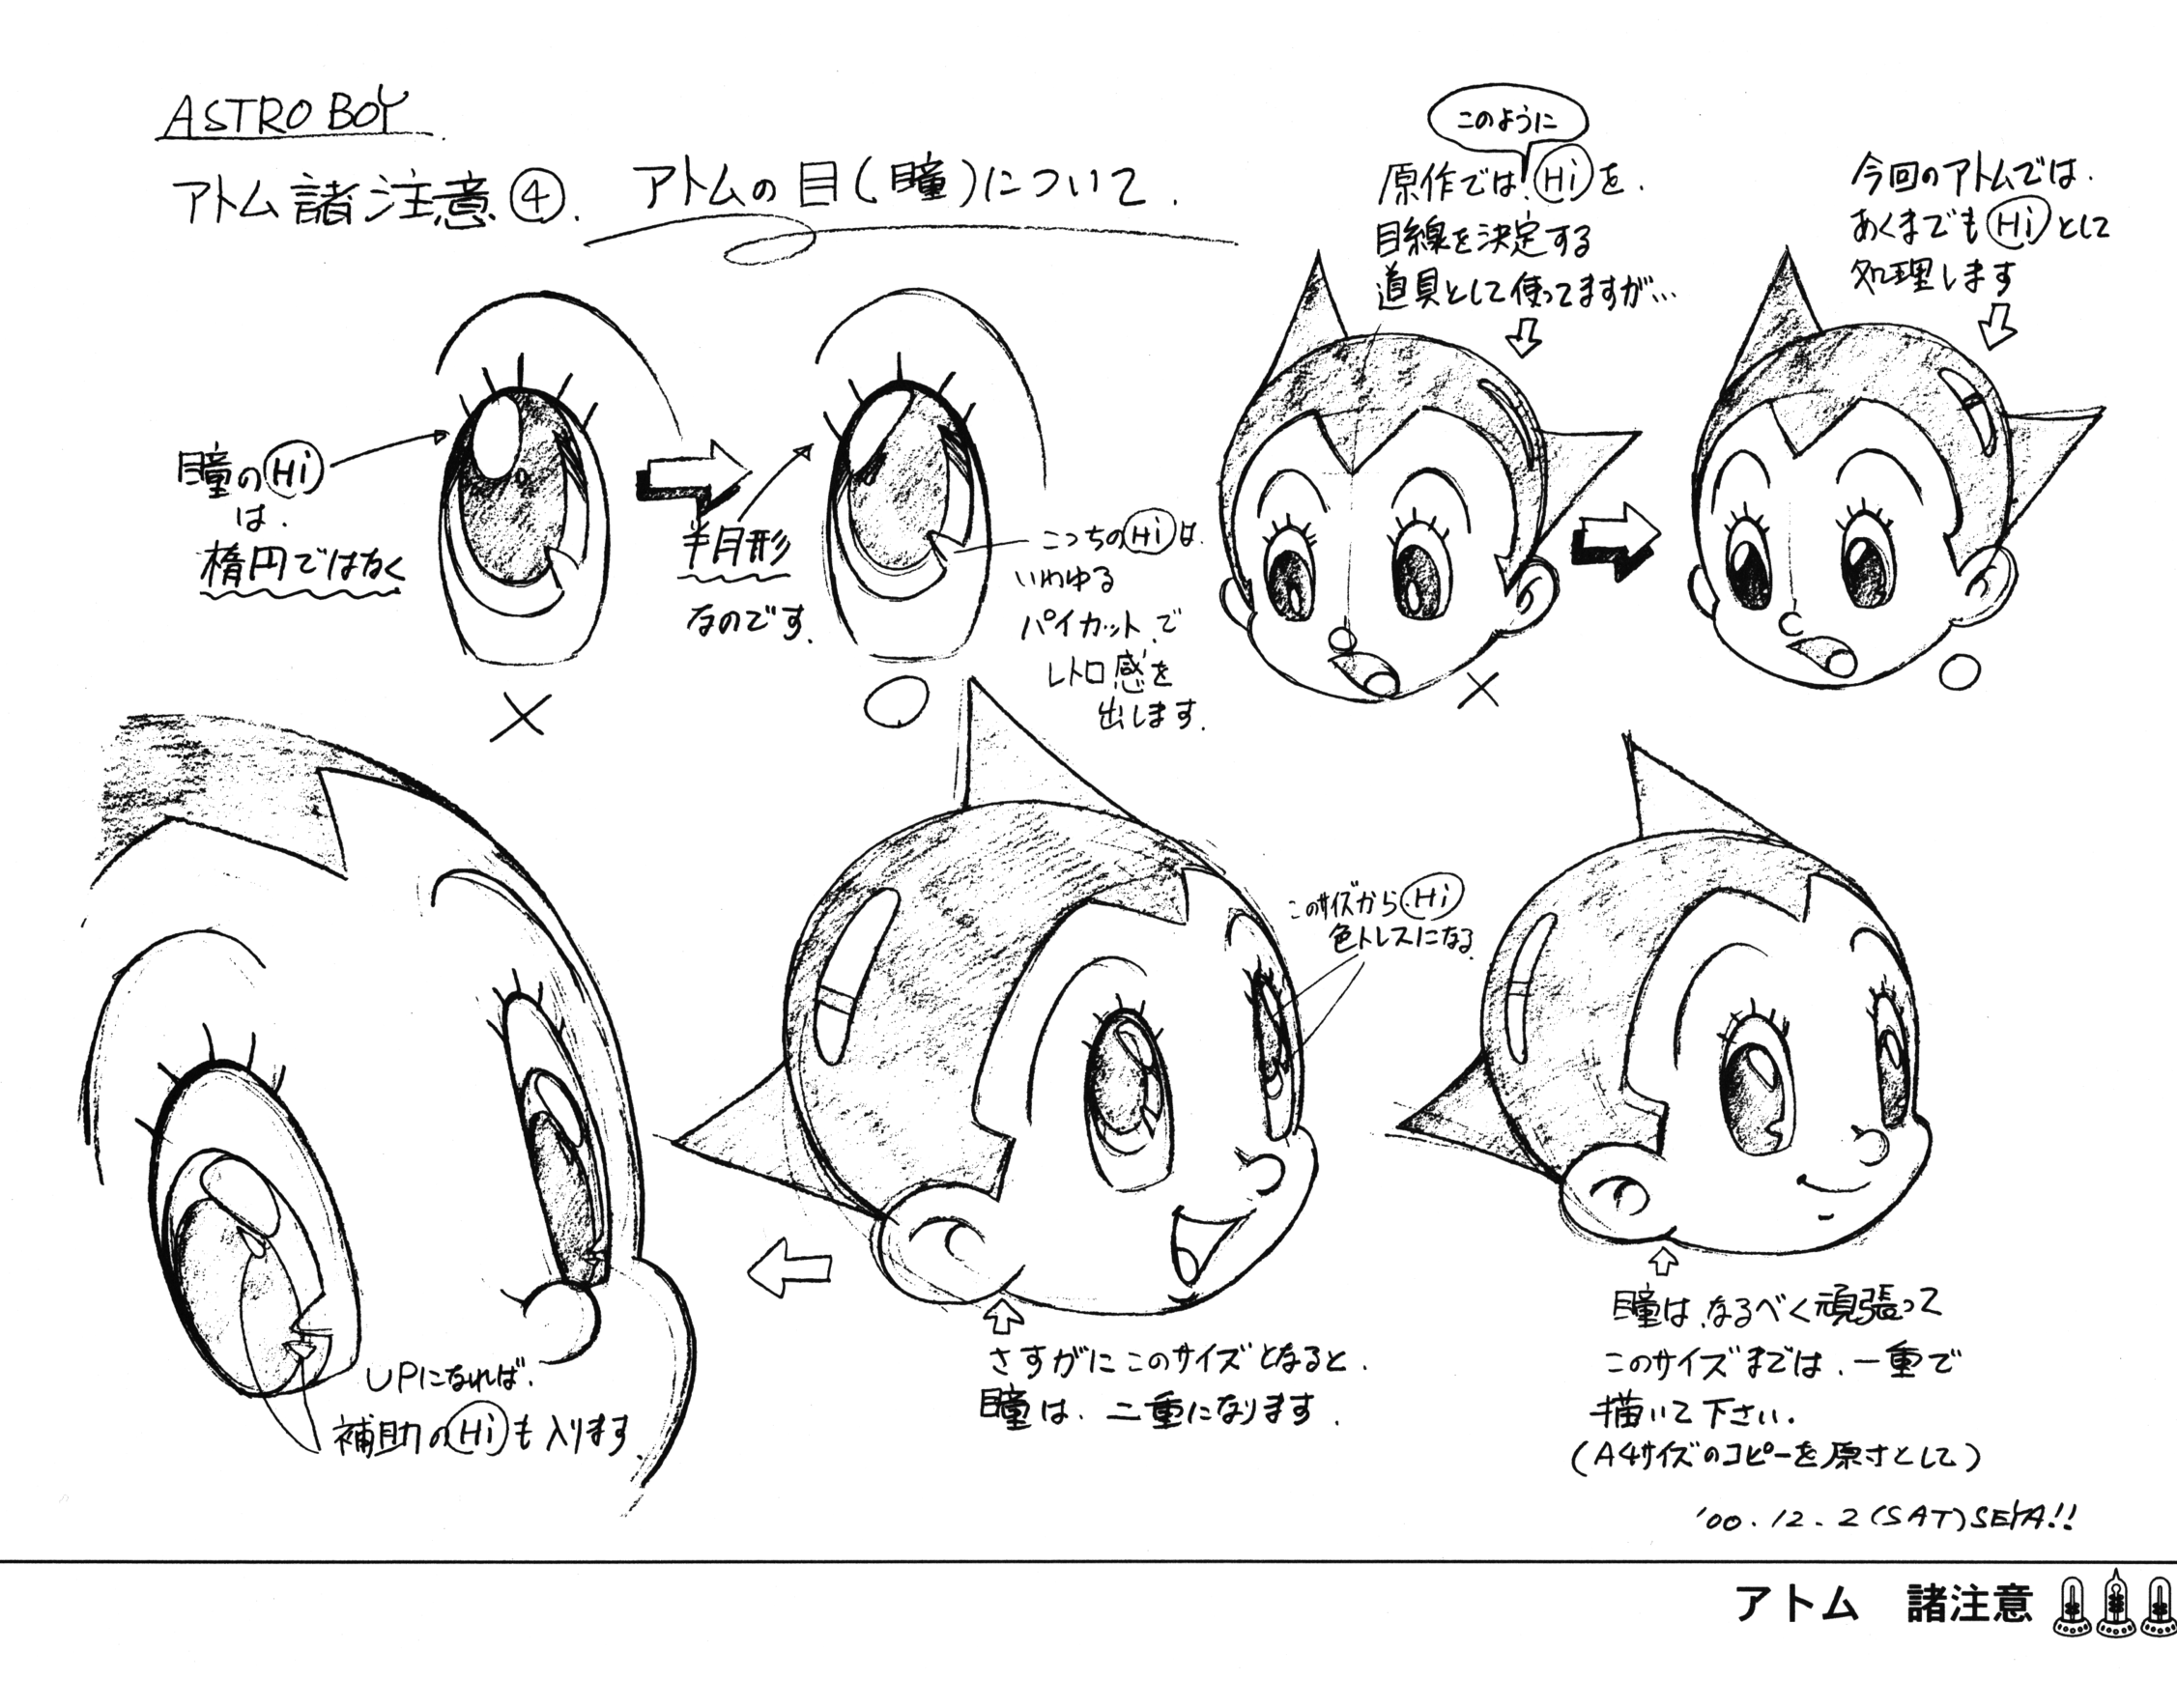 ASTRO BOY
アトム諸注意④. アトムの目(瞳)について.
このように
原作では、Hiを.
目線を決定する
道具として使ってますが…
今回のアトムでは.
あくまでもHiとして
処理します
瞳のHi
は.
楕円ではなく
半月形
なのです.
こっちのHiは.
いわゆる
パイカットで
レトロ感を
出します.
×
○
×
○
このサイズからHi
色トレスになる
UPになれば.
補助のHiも入ります
さすがにこのサイズとなると.
瞳は、二重になります.
瞳は、なるべく頑張って
このサイズまでは、一重で
描いて下さい.
(A4サイズのコピーを原寸として)
'00.12.2(SAT)SEIYA!!
アトム 諸注意